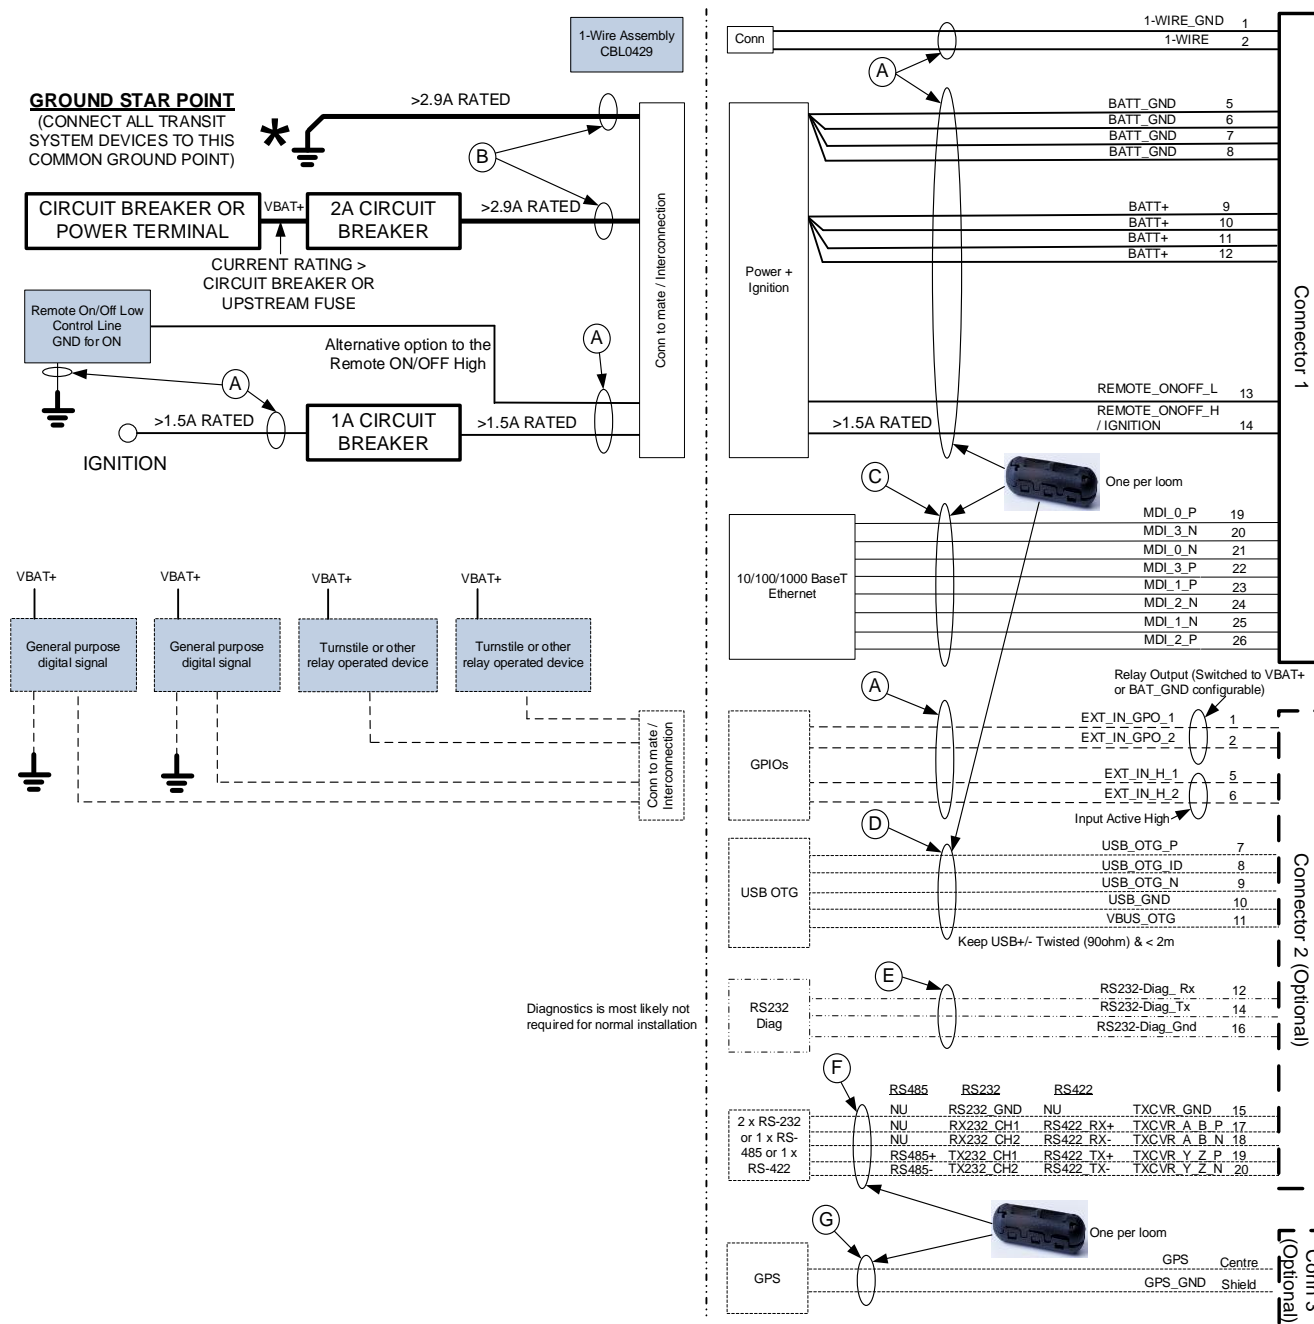 1-Wire Assembly
CBL0429
GROUND STAR POINT
(CONNECT ALL TRANSIT
SYSTEM DEVICES TO THIS
COMMON GROUND POINT)
*
>2.9A RATED
B
CIRCUIT BREAKER OR
POWER TERMINAL
VBAT+
2A CIRCUIT
BREAKER
>2.9A RATED
CURRENT RATING >
CIRCUIT BREAKER OR
UPSTREAM FUSE
Remote On/Off Low
Control Line
GND for ON
Alternative option to the
Remote ON/OFF High
A
A
>1.5A RATED
1A CIRCUIT
BREAKER
>1.5A RATED
IGNITION
Conn to mate / Interconnection
VBAT+
VBAT+
VBAT+
VBAT+
General purpose
digital signal
General purpose
digital signal
Turnstile or other
relay operated device
Turnstile or other
relay operated device
Conn to mate /
Interconnection
Diagnostics is most likely not
required for normal installation
Conn
1-WIRE_GND 1
1-WIRE 2
A
BATT_GND 5
BATT_GND 6
BATT_GND 7
BATT_GND 8
BATT+ 9
BATT+ 10
BATT+ 11
BATT+ 12
Power +
Ignition
REMOTE_ONOFF_L 13
REMOTE_ONOFF_H
/ IGNITION 14
>1.5A RATED
Connector 1
C
One per loom
10/100/1000 BaseT
Ethernet
MDI_0_P 19
MDI_3_N 20
MDI_0_N 21
MDI_3_P 22
MDI_1_P 23
MDI_2_N 24
MDI_1_N 25
MDI_2_P 26
Relay Output (Switched to VBAT+
or BAT_GND configurable)
A
GPIOs
EXT_IN_GPO_1 1
EXT_IN_GPO_2 2
EXT_IN_H_1 5
EXT_IN_H_2 6
Input Active High
D
USB OTG
USB_OTG_P 7
USB_OTG_ID 8
USB_OTG_N 9
USB_GND 10
VBUS_OTG 11
Keep USB+/- Twisted (90ohm) & < 2m
Connector 2 (Optional)
E
RS232
Diag
RS232-Diag_ Rx 12
RS232-Diag_Tx 14
RS232-Diag_Gnd 16
F
RS485 RS232 RS422
2 x RS-232
or 1 x RS-
485 or 1 x
RS-422
NU RS232_GND NU TXCVR_GND 15
NU RX232_CH1 RS422_RX+ TXCVR_A_B_P 17
NU RX232_CH2 RS422_RX- TXCVR_A_B_N 18
RS485+ TX232_CH1 RS422_TX+ TXCVR_Y_Z_P 19
RS485- TX232_CH2 RS422_TX- TXCVR_Y_Z_N 20
G
One per loom
GPS
GPS Centre
GPS_GND Shield
Conn 3
(Optional)